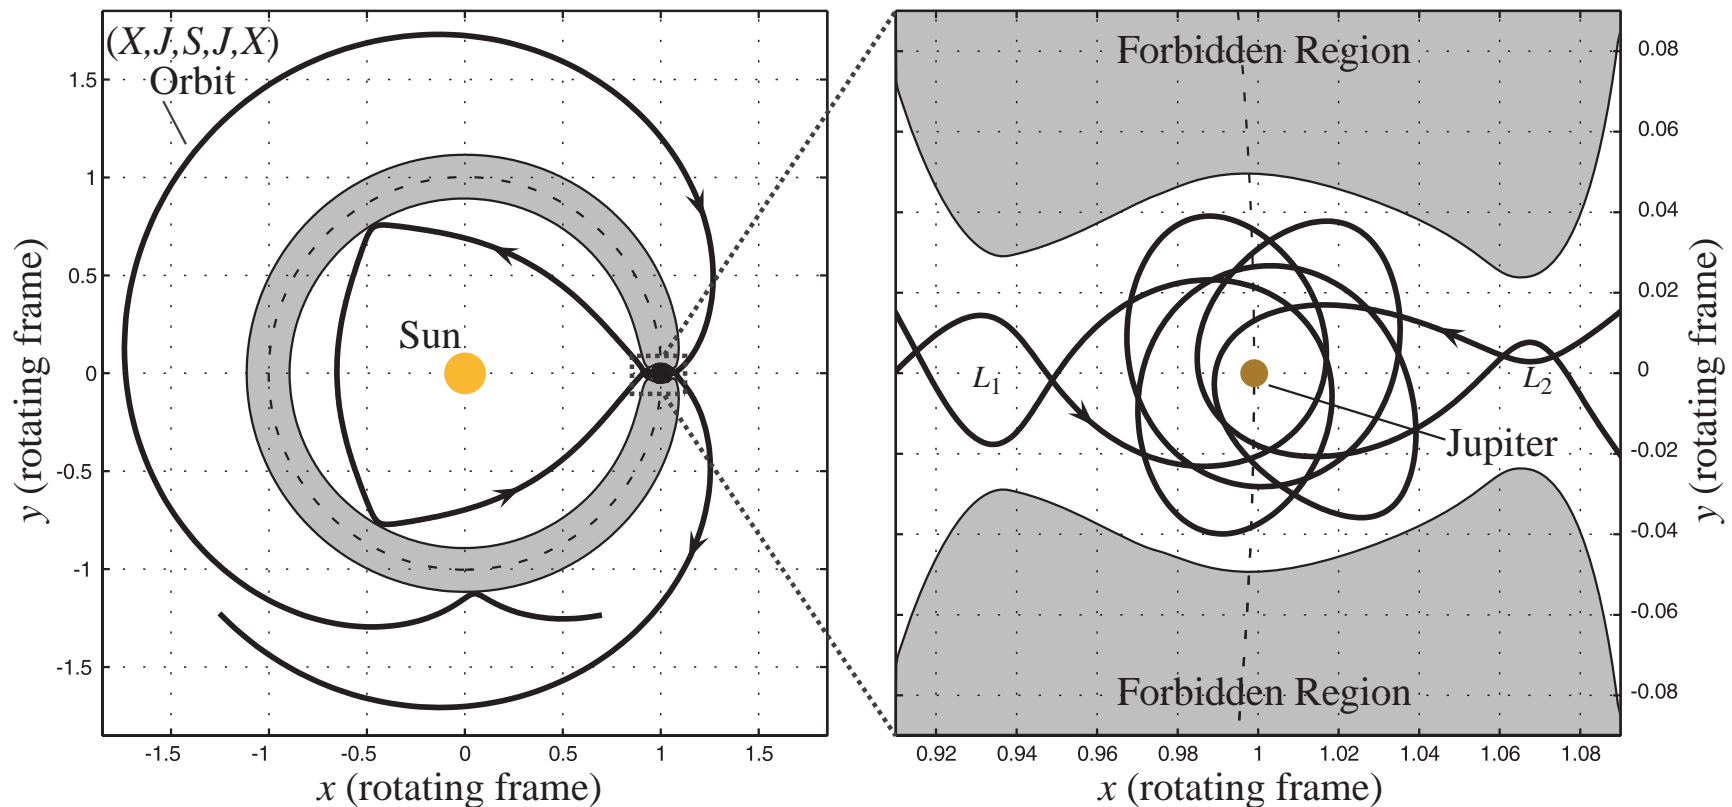 (X,J,S,J,X)
Orbit
Sun
1.5
1
0.5
0
-0.5
-1
-1.5
y (rotating frame)
-1.5
-1
-0.5
0
0.5
1
1.5
x (rotating frame)
Forbidden Region
L1
L2
Jupiter
Forbidden Region
0.08
0.06
0.04
0.02
0
-0.02
-0.04
-0.06
-0.08
y (rotating frame)
0.92
0.94
0.96
0.98
1
1.02
1.04
1.06
1.08
x (rotating frame)